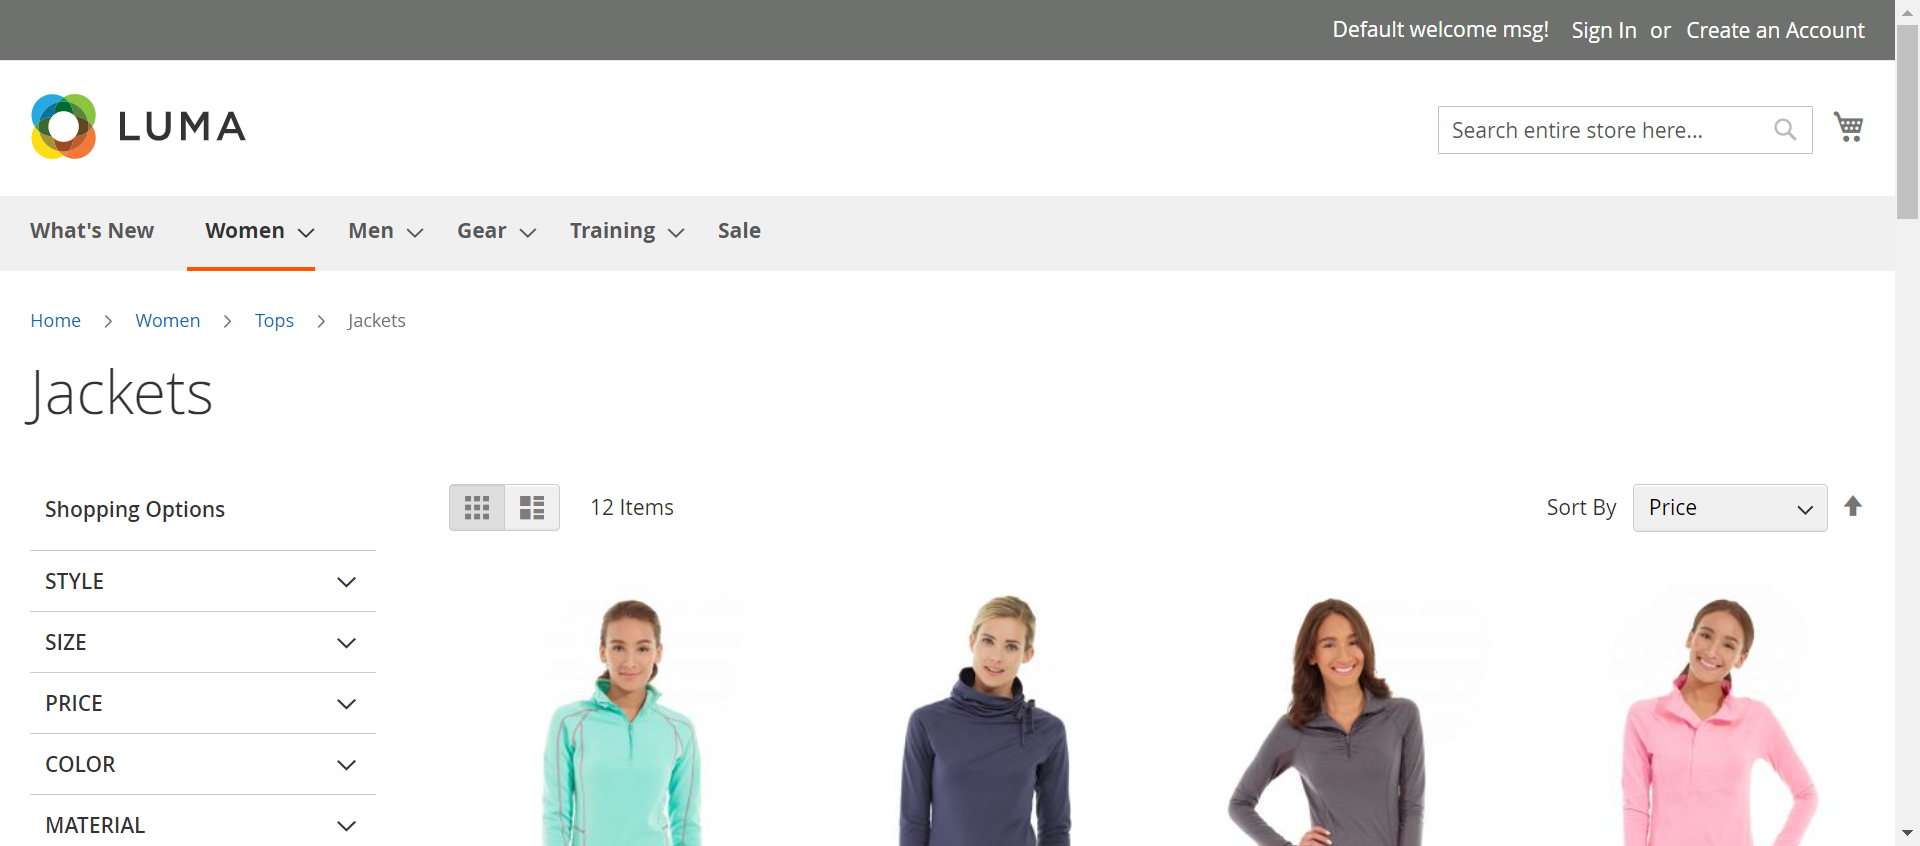 Default welcome msg! Sign In or Create an Account
LUMA
Search entire store here...
What's New Women Men Gear Training Sale
Home Women Tops Jackets
Jackets
Shopping Options
12 Items
Sort By Price
STYLE
SIZE
PRICE
COLOR
MATERIAL